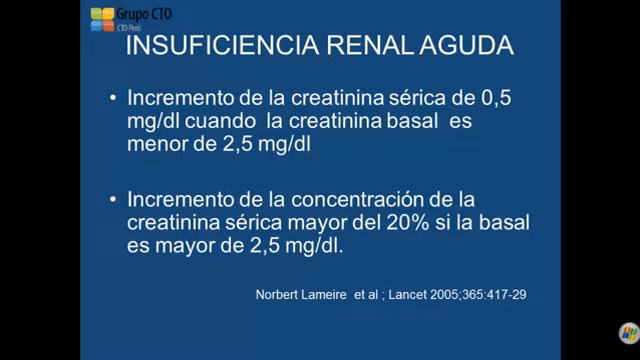 Grupo CTO
CTO Perú
INSUFICIENCIA RENAL AGUDA
• Incremento de la creatinina sérica de 0,5
mg/dl cuando la creatinina basal es
menor de 2,5 mg/dl
• Incremento de la concentración de la
creatinina sérica mayor del 20% si la basal
es mayor de 2,5 mg/dl.
Norbert Lameire et al ; Lancet 2005;365:417-29